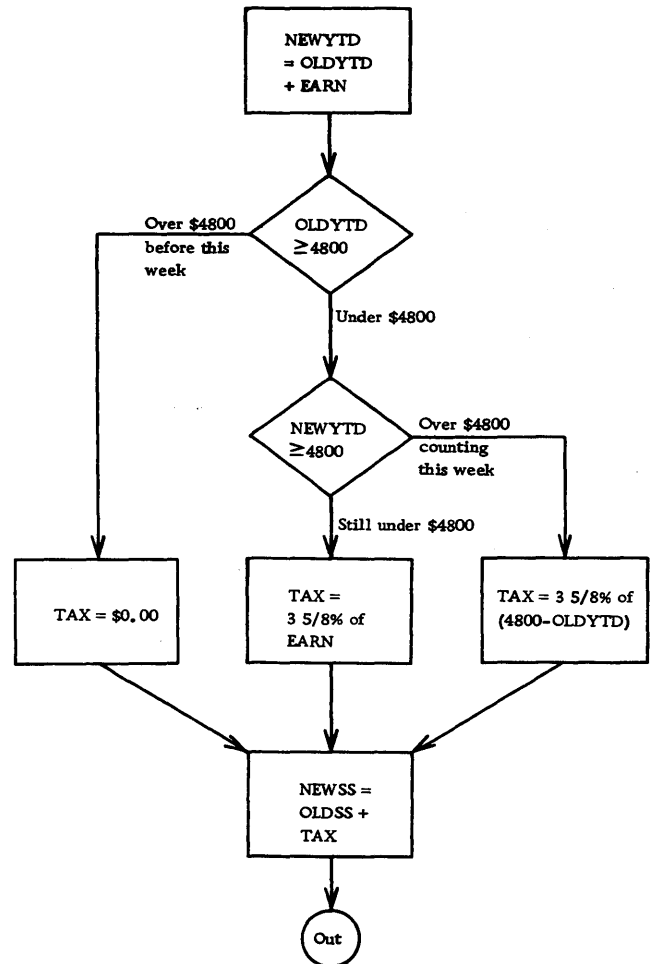 NEWYTD
= OLDYTD
+ EARN
OLDYTD
≥4800
Over $4800
before this
week
Under $4800
NEWYTD
≥4800
Over $4800
counting
this week
Still under $4800
TAX = $0.00
TAX =
3 5/8% of
EARN
TAX = 3 5/8% of
(4800-OLDYTD)
NEWSS =
OLDSS +
TAX
Out